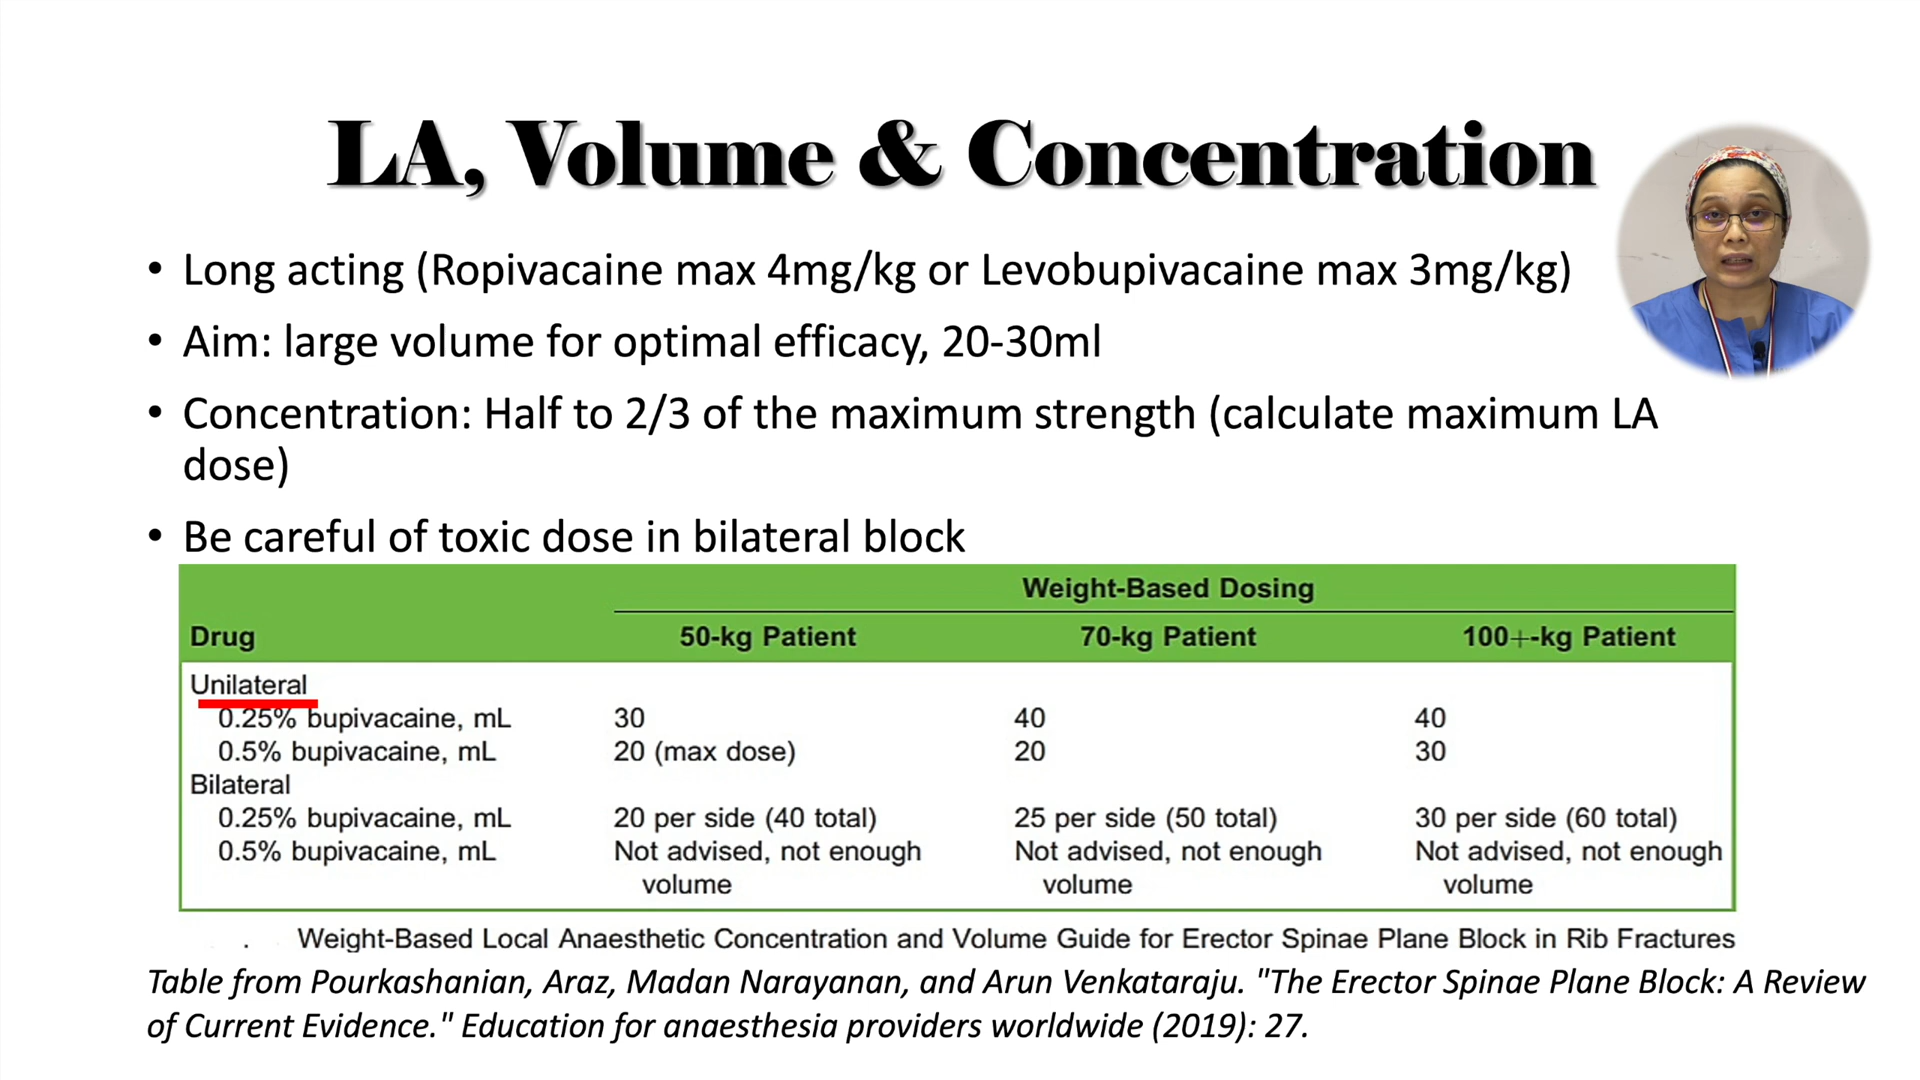 LA, Volume & Concentration
• Long acting (Ropivacaine max 4mg/kg or Levobupivacaine max 3mg/kg)
• Aim: large volume for optimal efficacy, 20-30ml
• Concentration: Half to 2/3 of the maximum strength (calculate maximum LA
dose)
• Be careful of toxic dose in bilateral block
Weight-Based Dosing
Drug 50-kg Patient 70-kg Patient 100+-kg Patient
Unilateral
0.25% bupivacaine, mL 30 40 40
0.5% bupivacaine, mL 20 (max dose) 20 30
Bilateral
0.25% bupivacaine, mL 20 per side (40 total) 25 per side (50 total) 30 per side (60 total)
0.5% bupivacaine, mL Not advised, not enough Not advised, not enough Not advised, not enough
volume volume volume
Weight-Based Local Anaesthetic Concentration and Volume Guide for Erector Spinae Plane Block in Rib Fractures
Table from Pourkashanian, Araz, Madan Narayanan, and Arun Venkataraju. "The Erector Spinae Plane Block: A Review
of Current Evidence." Education for anaesthesia providers worldwide (2019): 27.